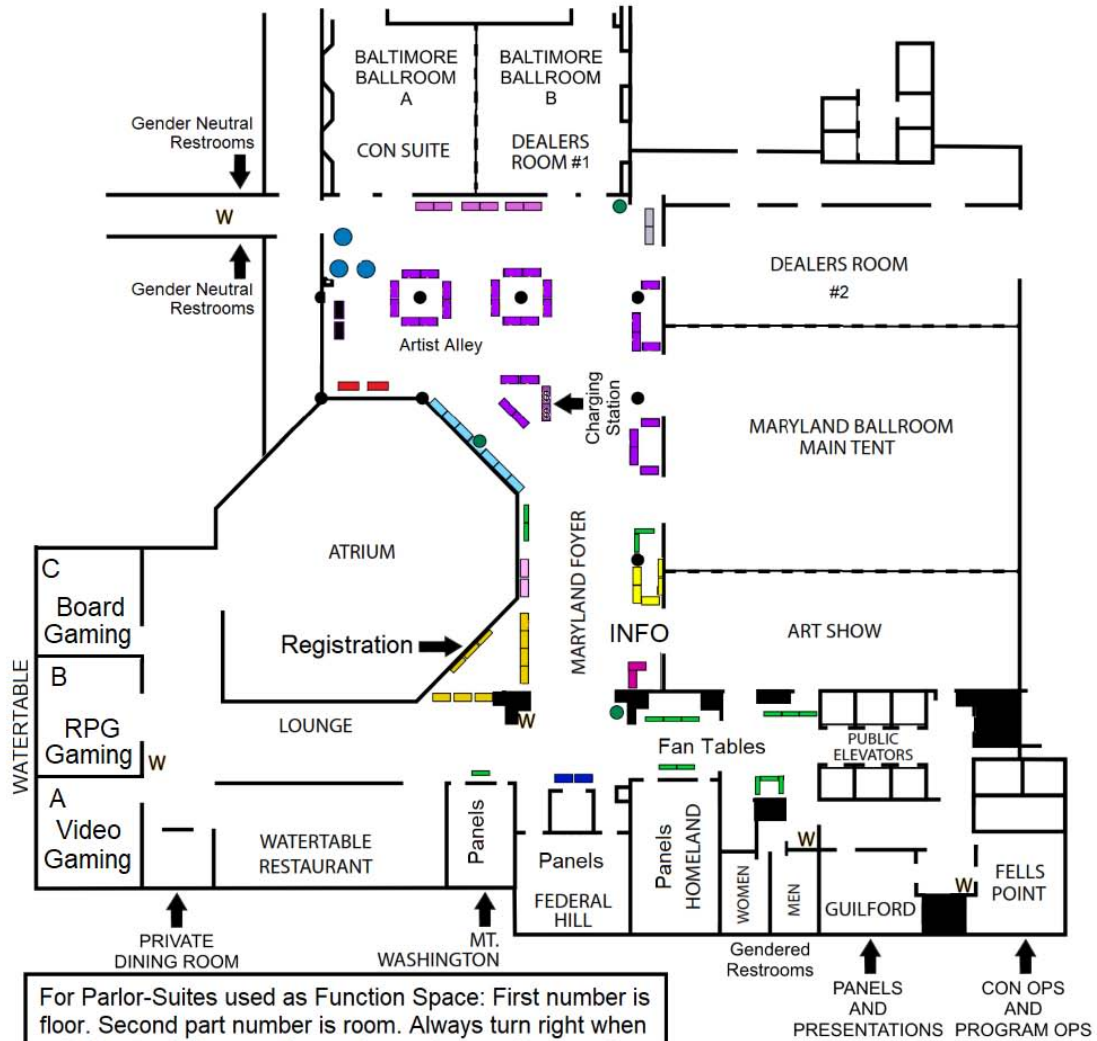 BALTIMORE
BALLROOM
A
CON SUITE
BALTIMORE
BALLROOM
B
DEALERS
ROOM #1
Gender Neutral
Restrooms
W
Gender Neutral
Restrooms
DEALERS ROOM
#2
Artist Alley
Charging
Station
MARYLAND BALLROOM
MAIN TENT
ATRIUM
MARYLAND FOYER
C
Board
Gaming
Registration
INFO
ART SHOW
WATERTABLE
B
RPG
Gaming
W
LOUNGE
W
Fan Tables
PUBLIC
ELEVATORS
A
Video
Gaming
WATERTABLE
RESTAURANT
Panels
Panels
FEDERAL
HILL
Panels
HOMELAND
WOMEN
MEN
W
GUILFORD
W
FELLS
POINT
PRIVATE
DINING ROOM
MT.
WASHINGTON
Gendered
Restrooms
PANELS
AND
PRESENTATIONS
CON OPS
AND
PROGRAM OPS
For Parlor-Suites used as Function Space: First number is
floor. Second part number is room. Always turn right when